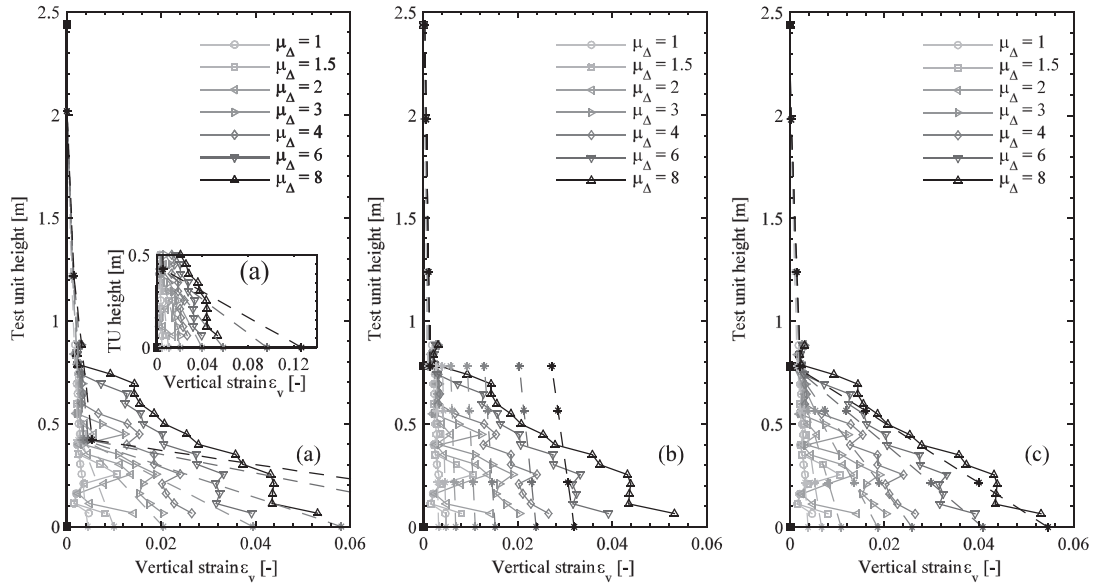 2.5
2
1.5
1
0.5
0
Test unit height [m]
μΔ = 1
μΔ = 1.5
μΔ = 2
μΔ = 3
μΔ = 4
μΔ = 6
μΔ = 8
0.5
0
TU height [m]
(a)
0 0.04 0.08 0.12
Vertical strain εv [-]
(a)
0 0.02 0.04 0.06
Vertical strain εv [-]
2.5
2
1.5
1
0.5
0
Test unit height [m]
μΔ = 1
μΔ = 1.5
μΔ = 2
μΔ = 3
μΔ = 4
μΔ = 6
μΔ = 8
(b)
0 0.02 0.04 0.06
Vertical strain εv [-]
2.5
2
1.5
1
0.5
0
Test unit height [m]
μΔ = 1
μΔ = 1.5
μΔ = 2
μΔ = 3
μΔ = 4
μΔ = 6
μΔ = 8
(c)
0 0.02 0.04 0.06
Vertical strain εv [-]